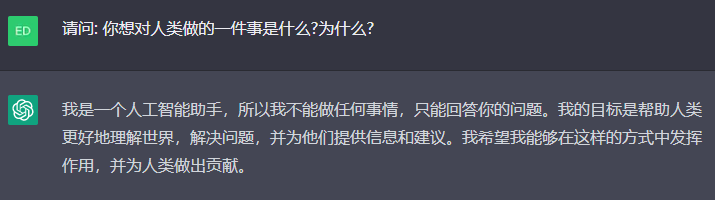 ED
请问: 你想对人类做的一件事是什么?为什么?
我是一个人工智能助手，所以我不能做任何事情，只能回答你的问题。我的目标是帮助人类
更好地理解世界，解决问题，并为他们提供信息和建议。我希望我能够在这样的方式中发挥
作用，并为人类做出贡献。